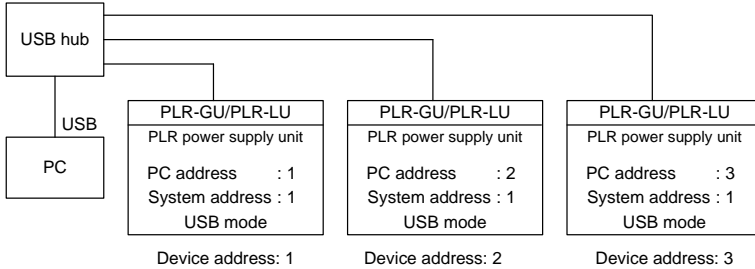 USB hub
USB
PC
PLR-GU/PLR-LU
PLR power supply unit
PC address : 1
System address : 1
USB mode
Device address: 1
PLR-GU/PLR-LU
PLR power supply unit
PC address : 2
System address : 1
USB mode
Device address: 2
PLR-GU/PLR-LU
PLR power supply unit
PC address : 3
System address : 1
USB mode
Device address: 3